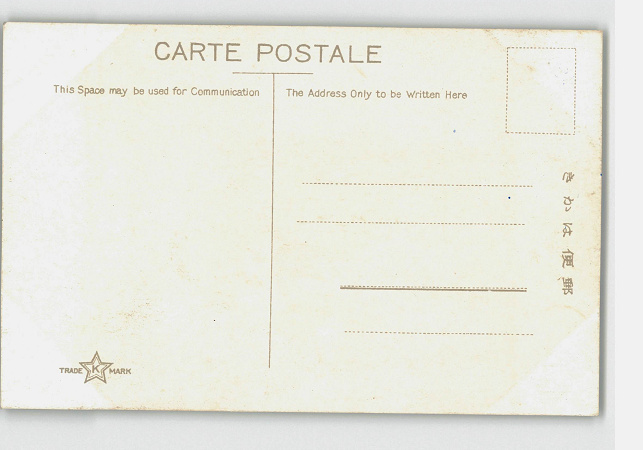 CARTE POSTALE
This Space may be used for Communication
The Address Only to be Written Here
郵便はかき
TRADE K MARK